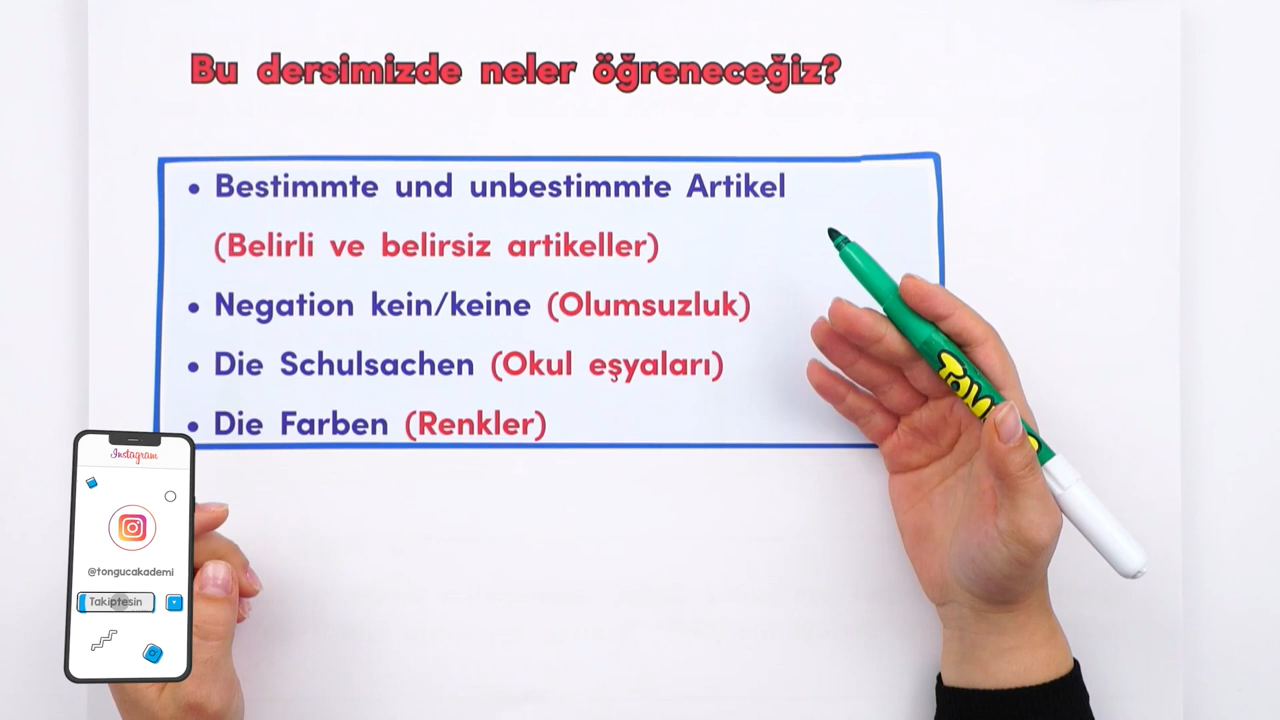 Bu dersimizde neler öğreneceğiz?
• Bestimmte und unbestimmte Artikel
(Belirli ve belirsiz artikeller)
• Negation kein/keine (Olumsuzluk)
• Die Schulsachen (Okul eşyaları)
• Die Farben (Renkler)
Instagram
@tongucakademi
Takiptesin